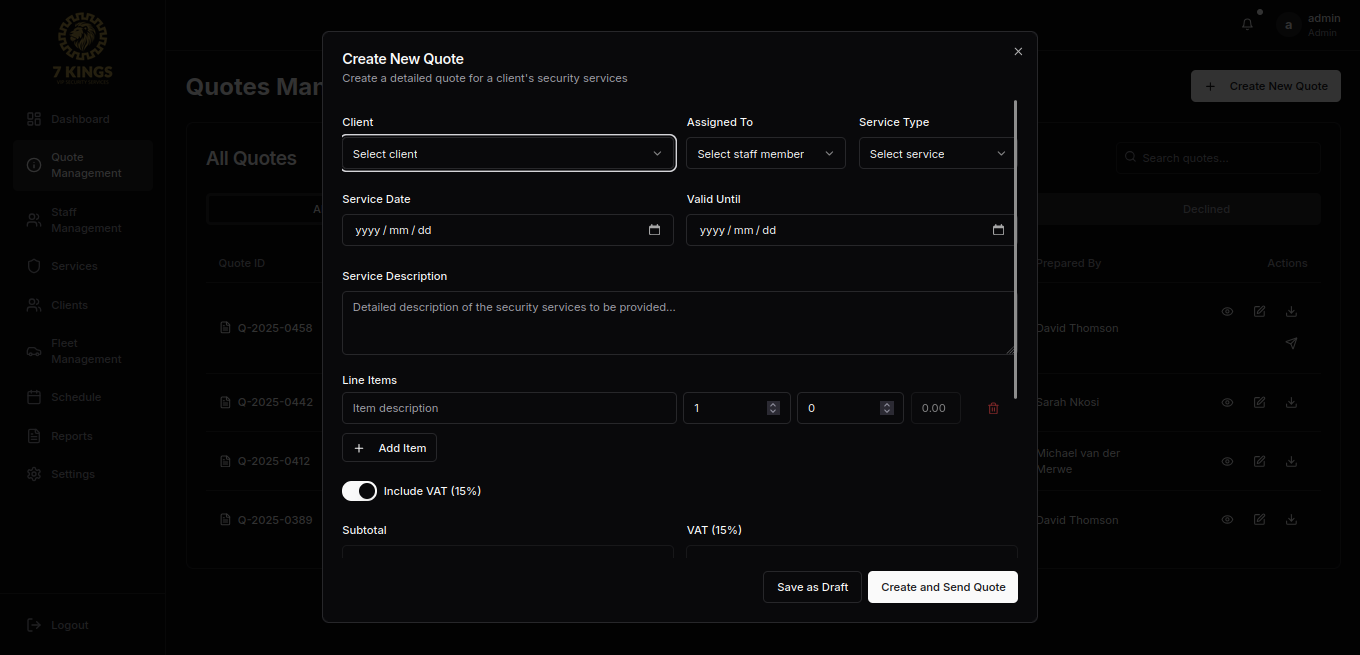 7 KINGS
admin
Admin
a
Dashboard
Quote
Management
Staff
Management
Services
Clients
Fleet
Management
Schedule
Reports
Settings
Logout
Quotes Man
Create New Quote
All Quotes
Search quotes...
A
Declined
Quote ID
Prepared By
Actions
Q-2025-0458
David Thomson
Q-2025-0442
Sarah Nkosi
Q-2025-0412
Michael van der
Merwe
Q-2025-0389
David Thomson
Create New Quote
Create a detailed quote for a client's security services
Client
Assigned To
Service Type
Select client
Select staff member
Select service
Service Date
Valid Until
yyyy / mm / dd
yyyy / mm / dd
Service Description
Detailed description of the security services to be provided...
Line Items
Item description
1
0
0.00
Add Item
Include VAT (15%)
Subtotal
VAT (15%)
Save as Draft
Create and Send Quote